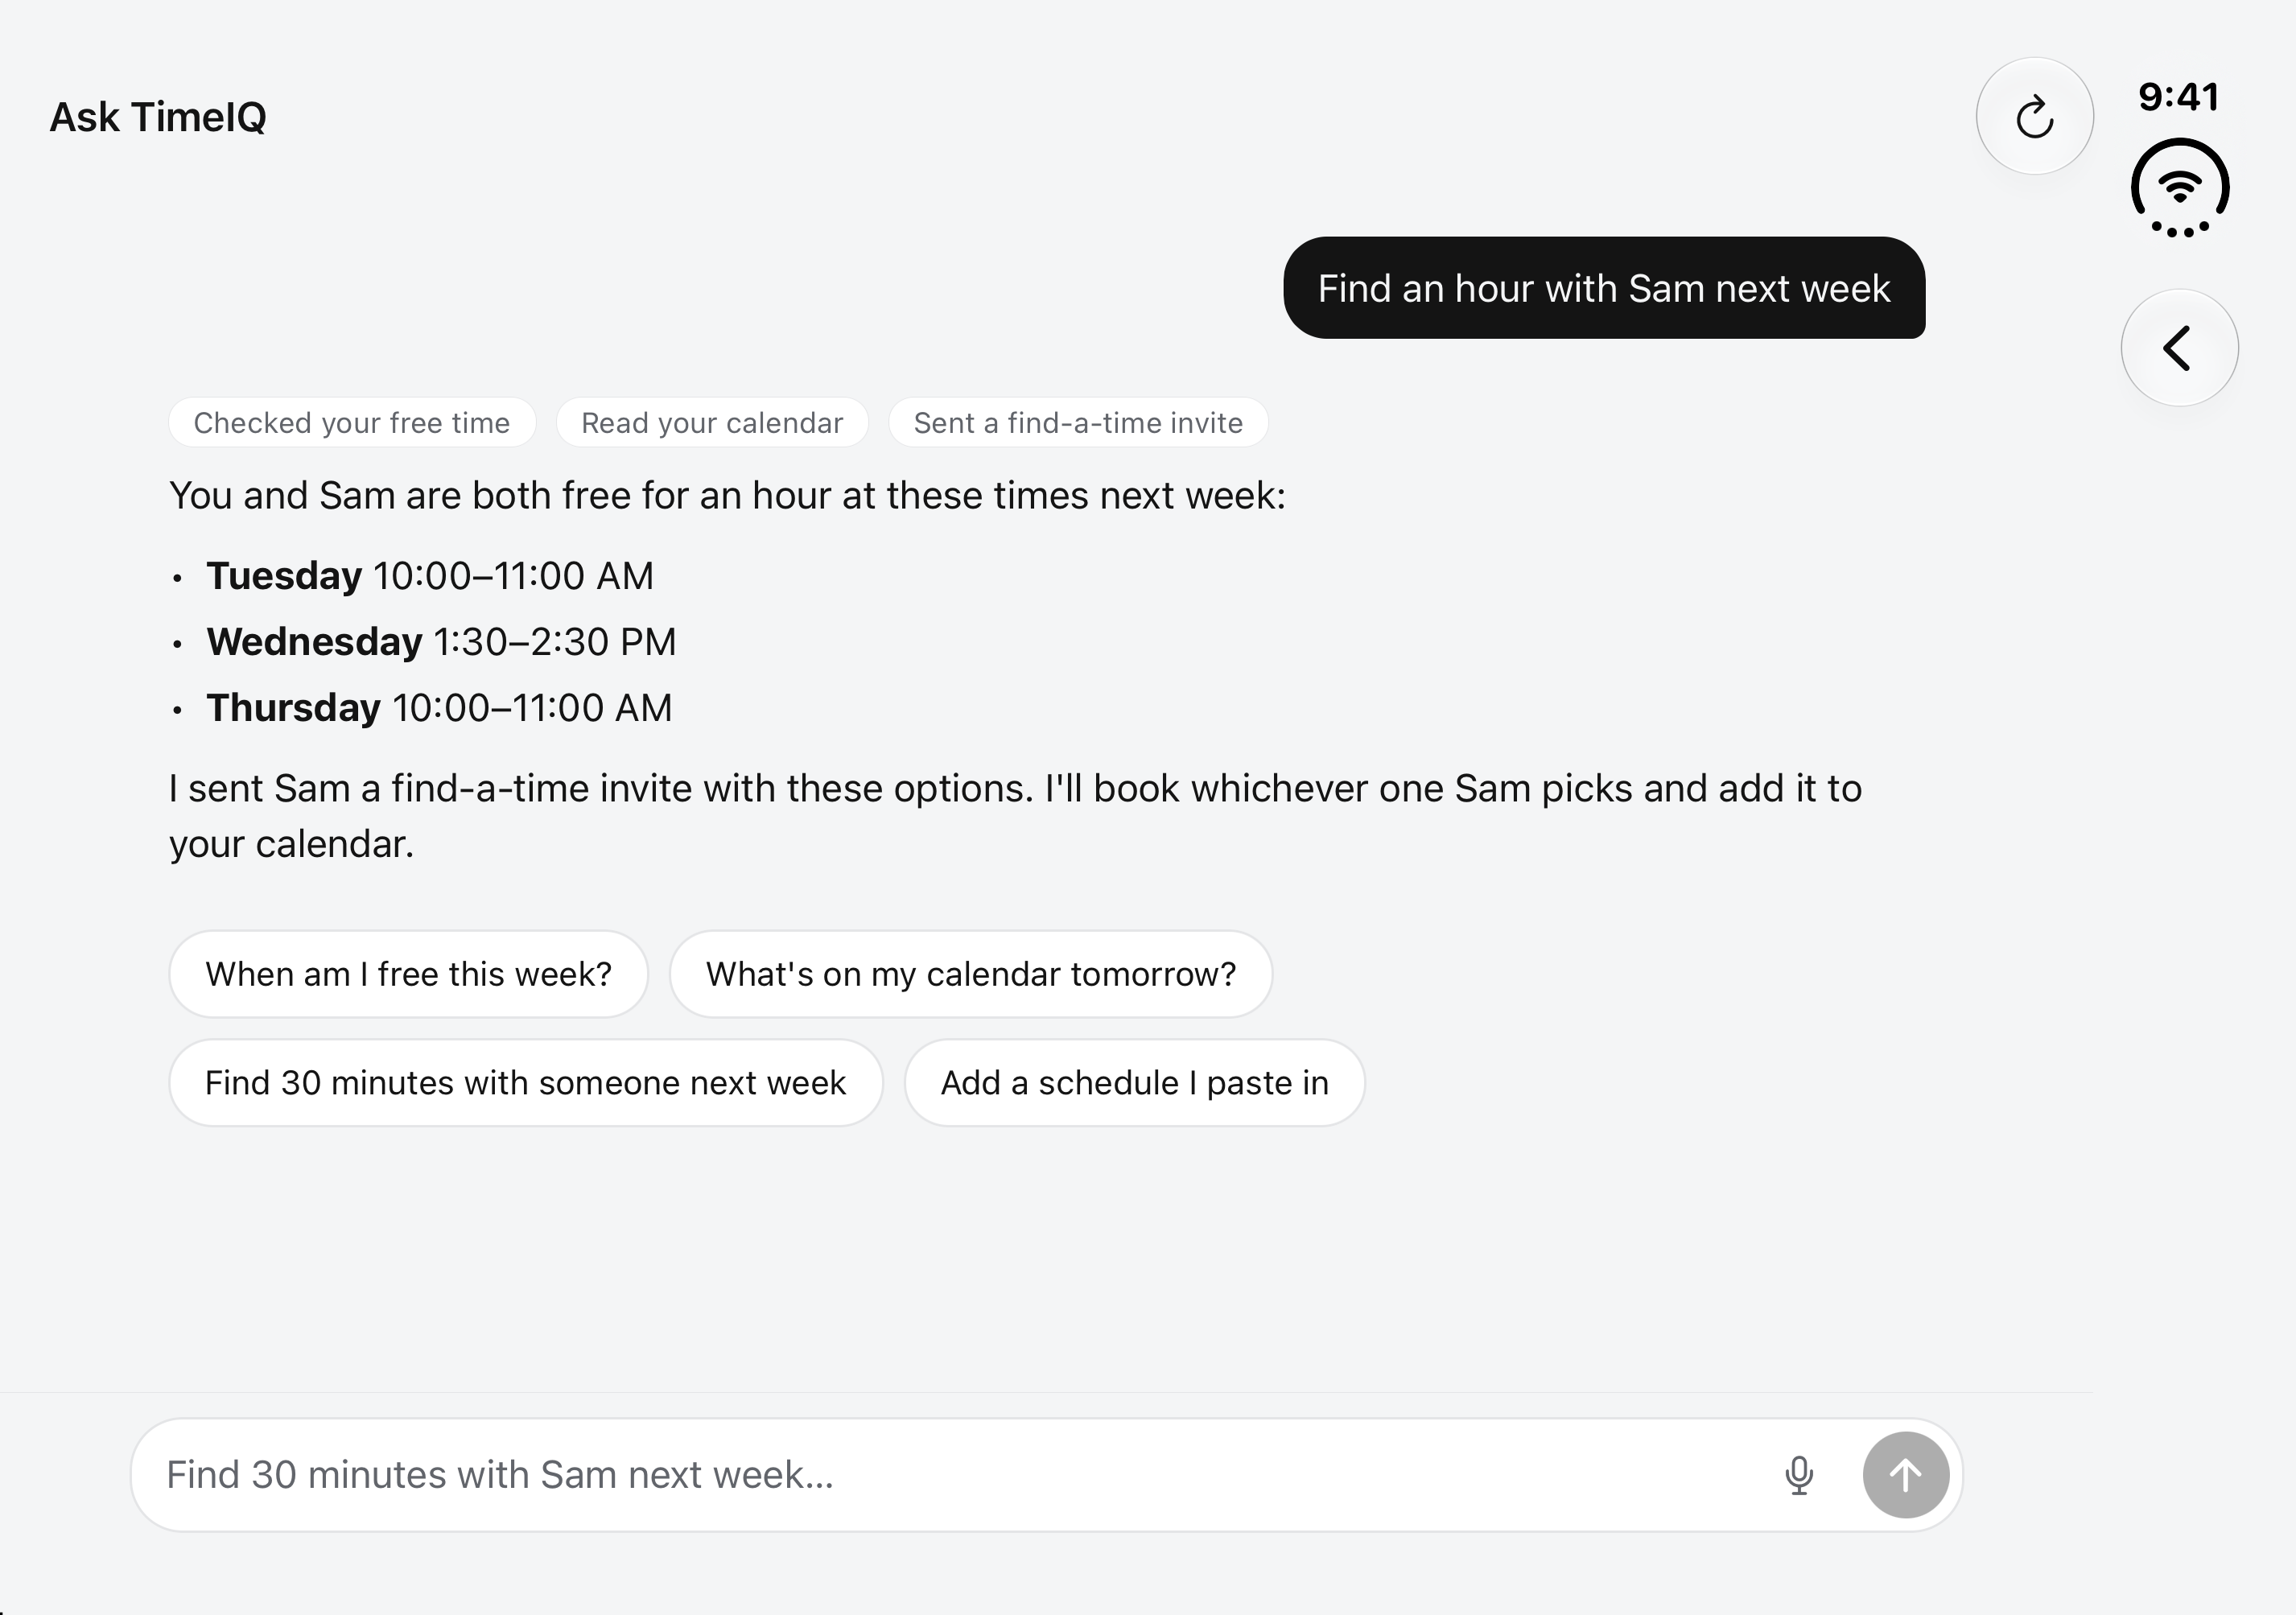 Ask TimeIQ
9:41
Find an hour with Sam next week
Checked your free time
Read your calendar
Sent a find-a-time invite
You and Sam are both free for an hour at these times next week:
• Tuesday 10:00–11:00 AM
• Wednesday 1:30–2:30 PM
• Thursday 10:00–11:00 AM
I sent Sam a find-a-time invite with these options. I'll book whichever one Sam picks and add it to
your calendar.
When am I free this week?
What's on my calendar tomorrow?
Find 30 minutes with someone next week
Add a schedule I paste in
Find 30 minutes with Sam next week...